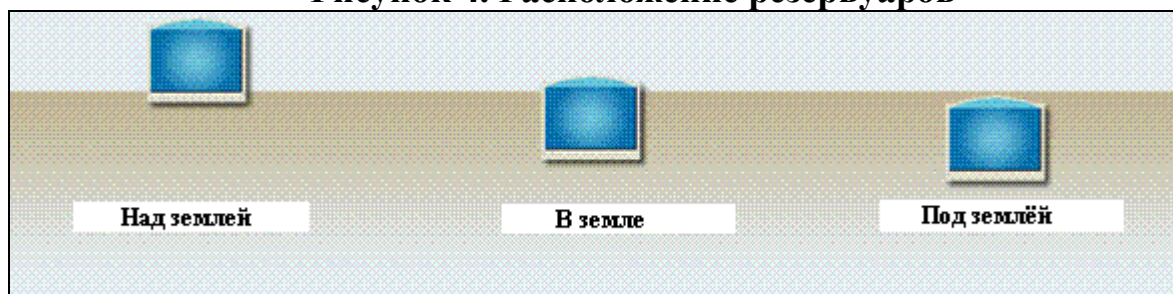 Рисунок 4. Расположение резервуаров
Над землей
В земле
Под землёй